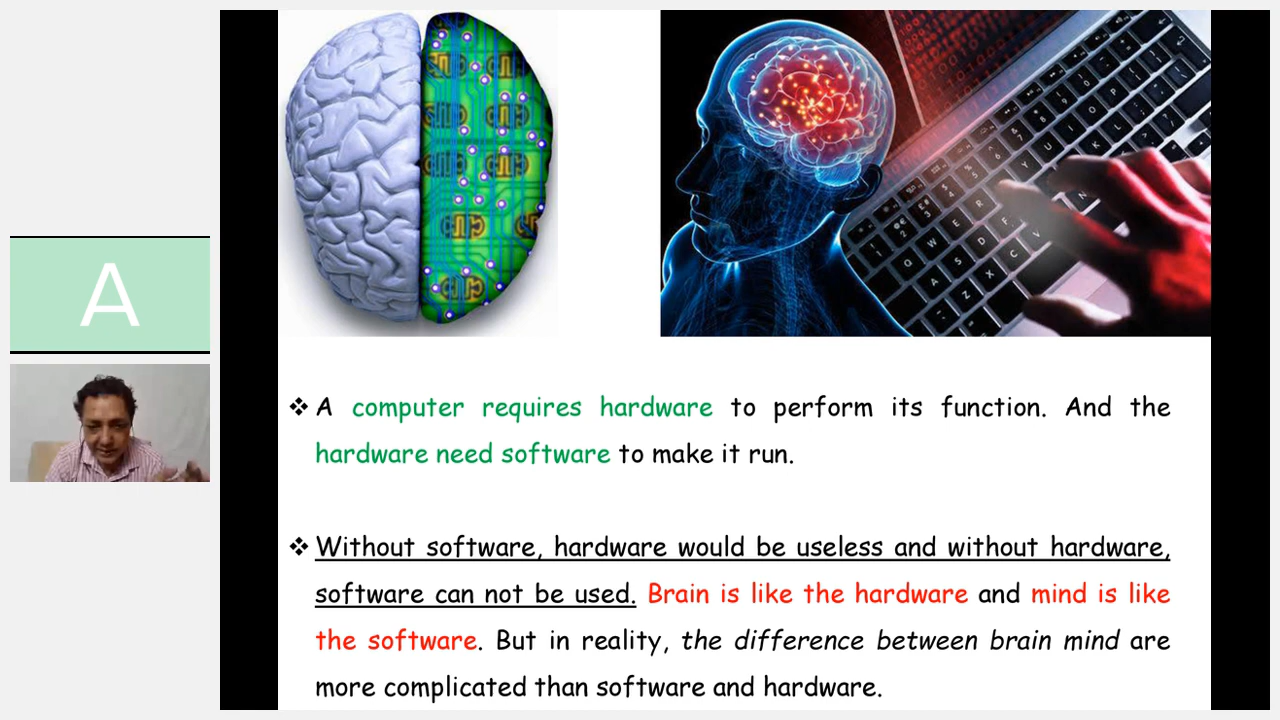 A
❖ A computer requires hardware to perform its function. And the
hardware need software to make it run.
❖ Without software, hardware would be useless and without hardware,
software can not be used. Brain is like the hardware and mind is like
the software. But in reality, the difference between brain mind are
more complicated than software and hardware.